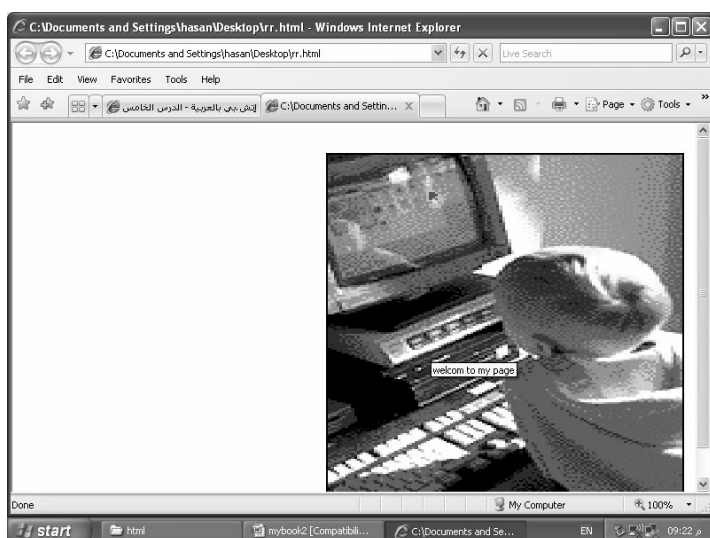 C:\Documents and Settings\hasan\Desktop\rr.html - Windows Internet Explorer
C:\Documents and Settings\hasan\Desktop\rr.html
Live Search
File Edit View Favorites Tools Help
إتش بي بالعربية - الدرس الخامس
C:\Documents and Settin...
Page
Tools
»
welcom to my page
Done
My Computer
100%
start
html
mybook2 [Compatibili...
C:\Documents and Se...
EN
09:22 م